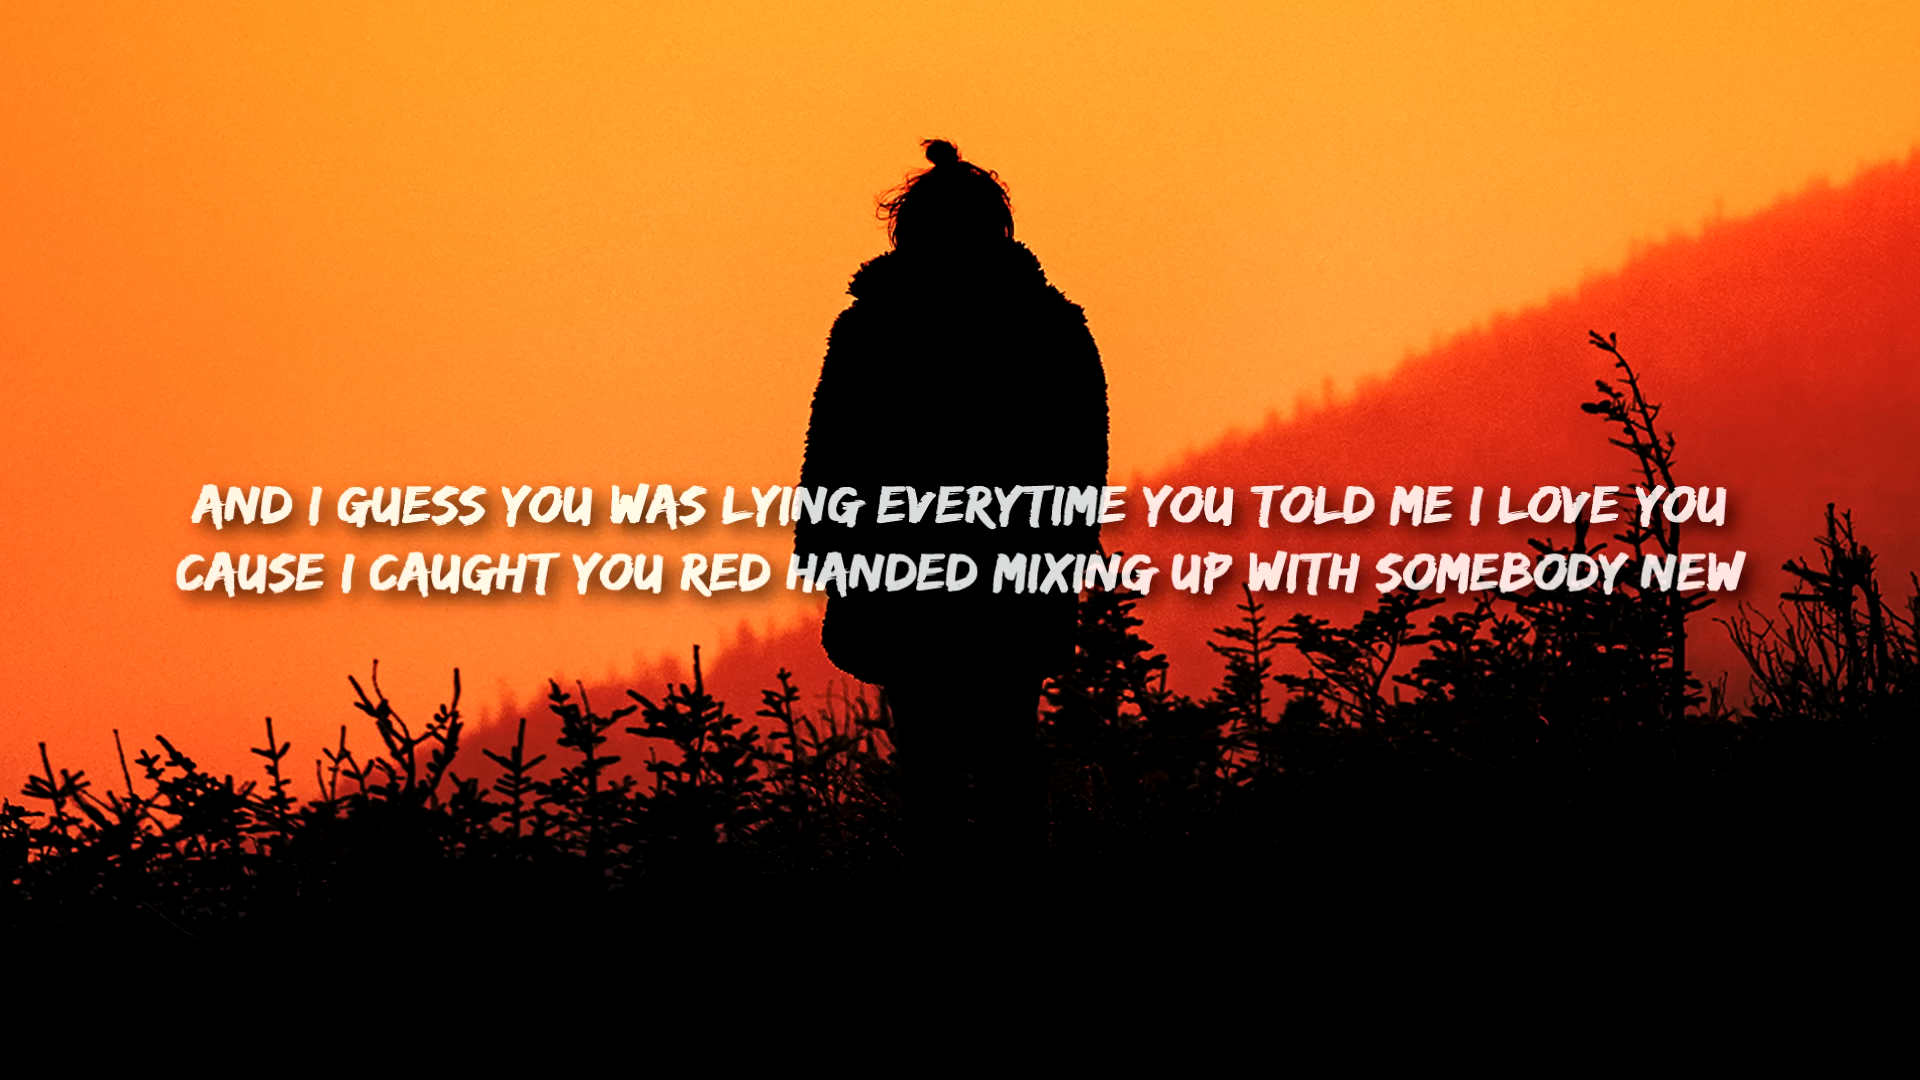 AND I GUESS YOU WAS LYING EVERYTIME YOU TOLD ME I LOVE YOU
CAUSE I CAUGHT YOU RED HANDED MIXING UP WITH SOMEBODY NEW